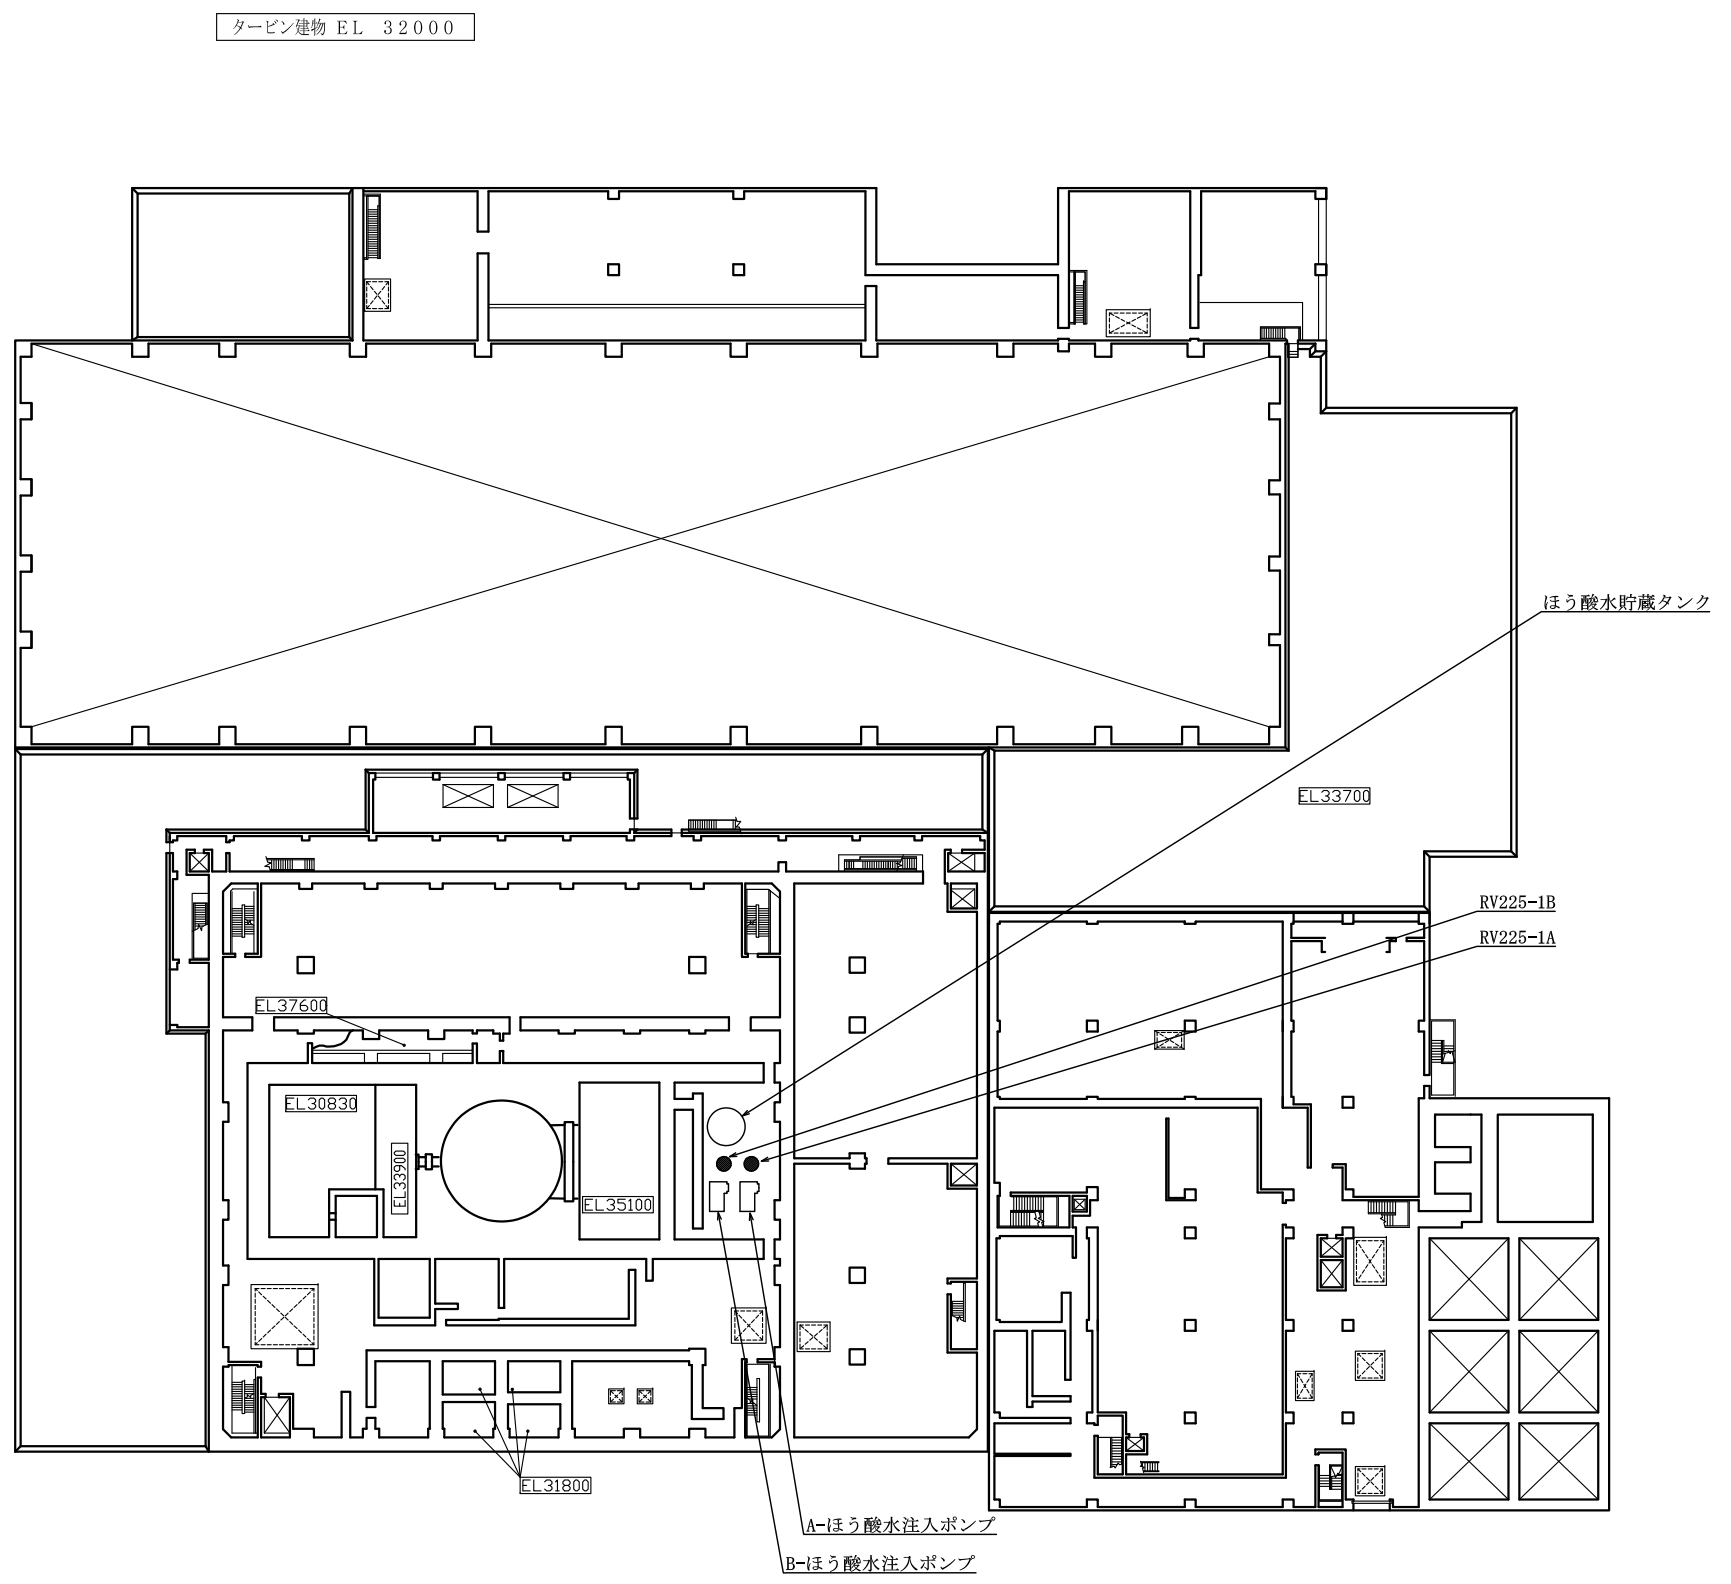 タービン建物 EL 32000
ほう酸水貯蔵タンク
EL33700
RV225-1B
RV225-1A
EL37600
EL30830
EL33900
EL35100
EL31800
A-ほう酸水注入ポンプ
B-ほう酸水注入ポンプ